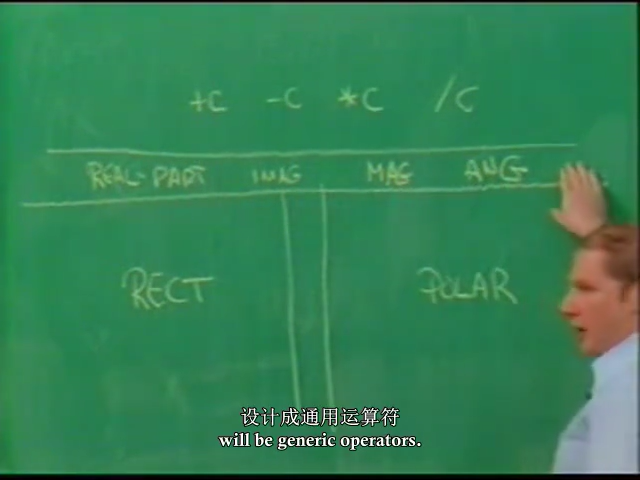 +C -C *C /C
REAL-PART IMAG MAG ANG
RECT POLAR
设计成通用运算符
will be generic operators.